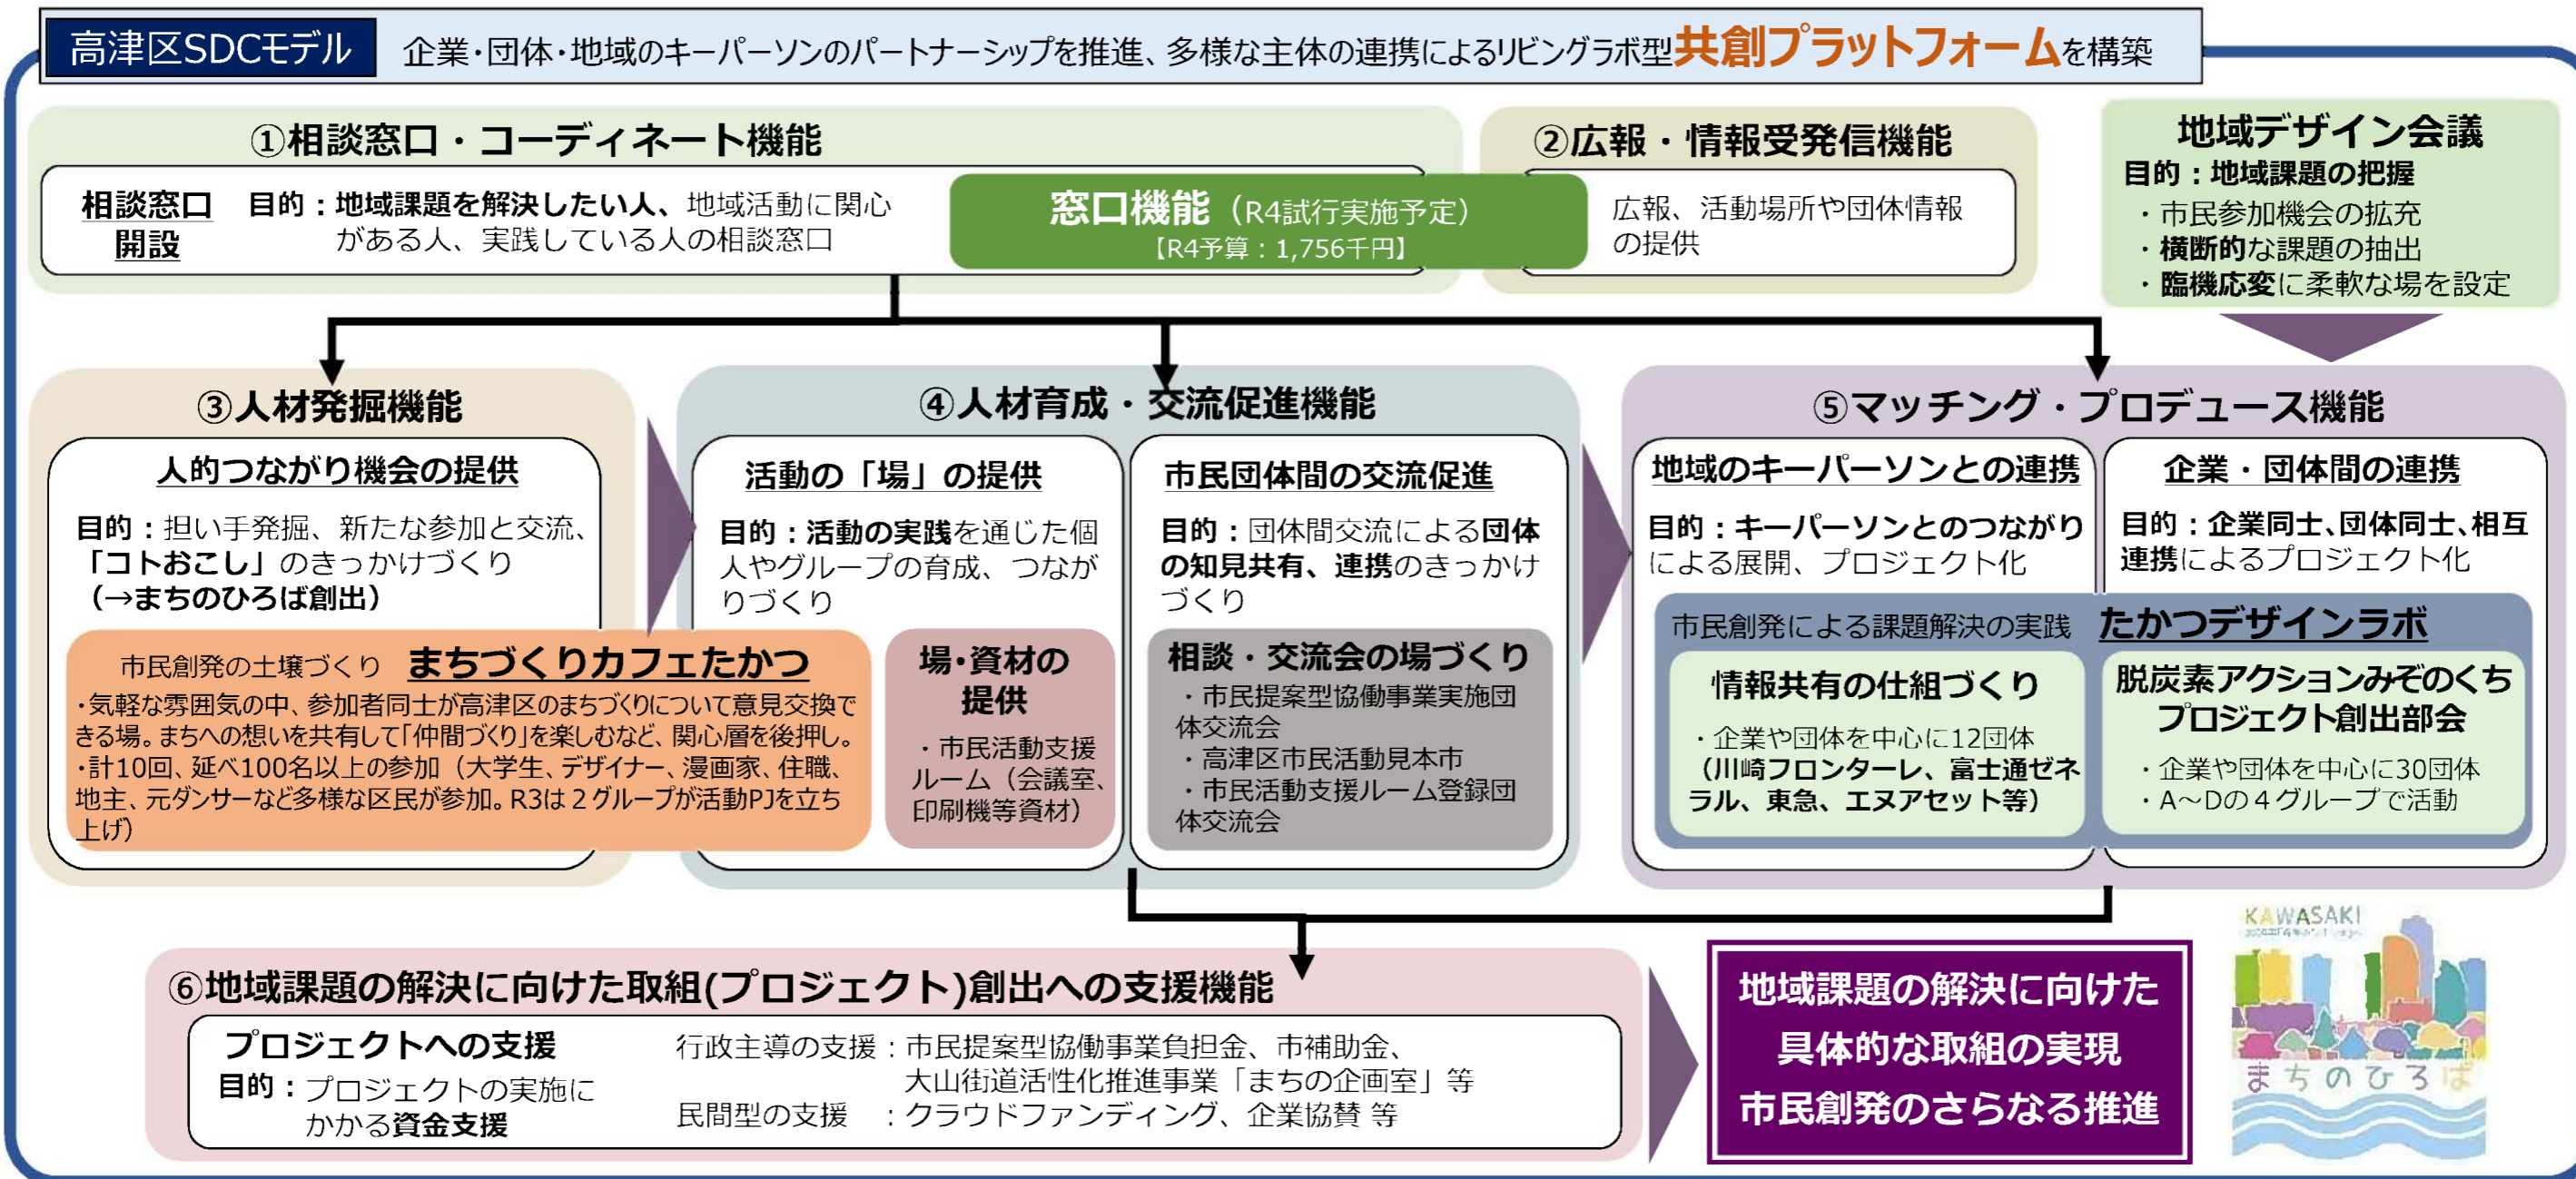 高津区SDCモデル
企業・団体・地域のキーパーソンのパートナーシップを推進、多様な主体の連携によるリビングラボ型共創プラットフォームを構築
①相談窓口・コーディネート機能
相談窓口
開設
目的：地域課題を解決したい人、地域活動に関心
がある人、実践している人の相談窓口
窓口機能（R4試行実施予定）
【R4予算：1,756千円】
②広報・情報受発信機能
広報、活動場所や団体情報
の提供
地域デザイン会議
目的：地域課題の把握
・市民参加機会の拡充
・横断的な課題の抽出
・臨機応変に柔軟な場を設定
③人材発掘機能
人的つながり機会の提供
目的：担い手発掘、新たな参加と交流、
「コトおこし」のきっかけづくり
（→まちのひろば創出）
市民創発の土壌づくり まちづくりカフェたかつ
・気軽な雰囲気の中、参加者同士が高津区のまちづくりについて意見交換で
きる場。まちへの想いを共有して「仲間づくり」を楽しむなど、関心層を後押し。
・計10回、延べ100名以上の参加（大学生、デザイナー、漫画家、住職、
地主、元ダンサーなど多様な区民が参加。R3は２グループが活動PJを立ち
上げ）
④人材育成・交流促進機能
活動の「場」の提供
目的：活動の実践を通じた個
人やグループの育成、つなが
りづくり
場・資材の
提供
・市民活動支援
ルーム（会議室、
印刷機等資材）
市民団体間の交流促進
目的：団体間交流による団体
の知見共有、連携のきっかけ
づくり
相談・交流会の場づくり
・市民提案型協働事業実施団
体交流会
・高津区市民活動見本市
・市民活動支援ルーム登録団
体交流会
⑤マッチング・プロデュース機能
地域のキーパーソンとの連携
目的：キーパーソンとのつながり
による展開、プロジェクト化
企業・団体間の連携
目的：企業同士、団体同士、相互
連携によるプロジェクト化
市民創発による課題解決の実践 たかつデザインラボ
情報共有の仕組づくり
・企業や団体を中心に12団体
（川崎フロンターレ、富士通ゼネ
ラル、東急、エヌアセット等）
脱炭素アクションみぞのくち
プロジェクト創出部会
・企業や団体を中心に30団体
・A～Dの４グループで活動
⑥地域課題の解決に向けた取組(プロジェクト)創出への支援機能
プロジェクトへの支援
目的：プロジェクトの実施に
かかる資金支援
行政主導の支援：市民提案型協働事業負担金、市補助金、
大山街道活性化推進事業「まちの企画室」等
民間型の支援　：クラウドファンディング、企業協賛 等
地域課題の解決に向けた
具体的な取組の実現
市民創発のさらなる推進
KAWASAKI
まちのひろば